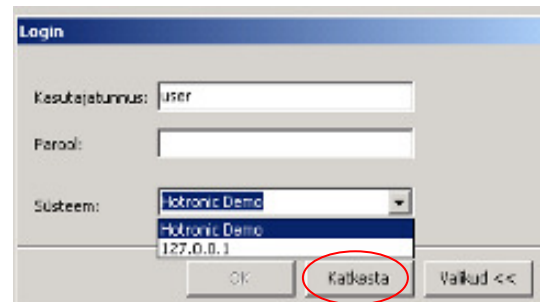 Login
Kasutajatunnus: user
Parool:
Süsteem: Hotronic Demo
Hotronic Demo
127.0.0.1
OK Katkesta Valikud <<